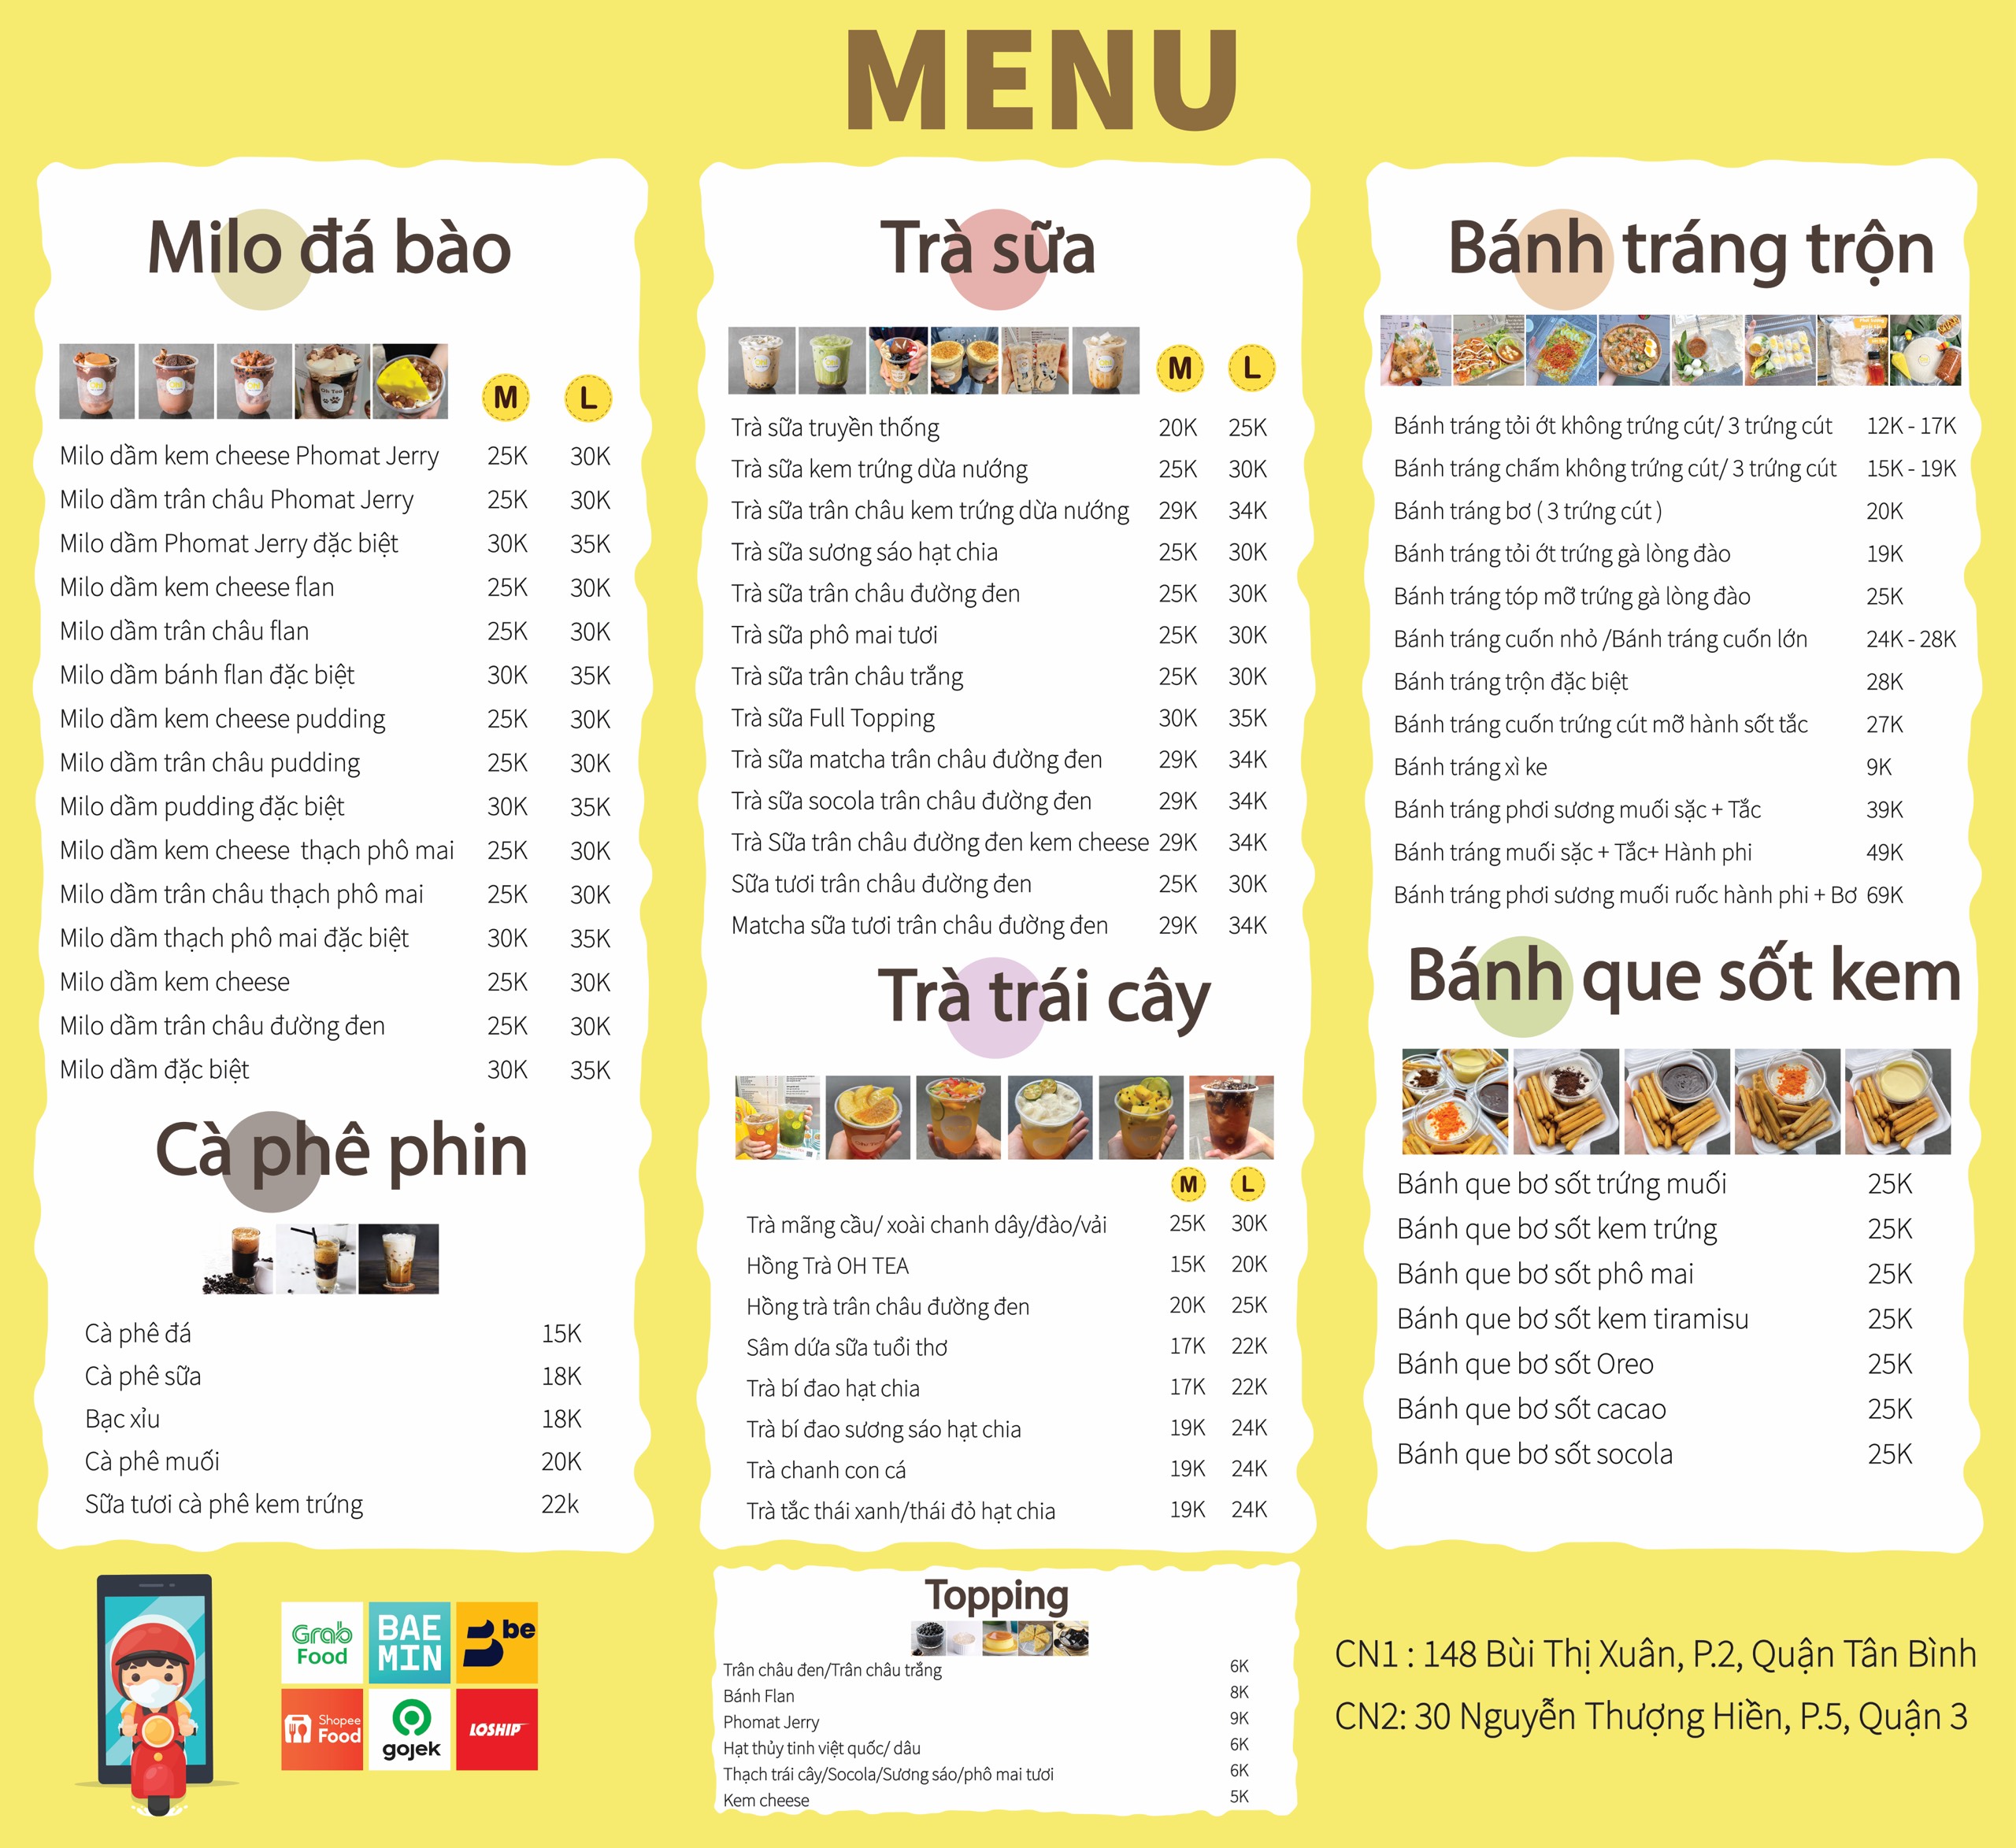 MENU
Milo đá bào
M L
Milo dầm kem cheese Phomat Jerry 25K 30K
Milo dầm trân châu Phomat Jerry 25K 30K
Milo dầm Phomat Jerry đặc biệt 30K 35K
Milo dầm kem cheese flan 25K 30K
Milo dầm trân châu flan 25K 30K
Milo dầm bánh flan đặc biệt 30K 35K
Milo dầm kem cheese pudding 25K 30K
Milo dầm trân châu pudding 25K 30K
Milo dầm pudding đặc biệt 30K 35K
Milo dầm kem cheese thạch phô mai 25K 30K
Milo dầm trân châu thạch phô mai 25K 30K
Milo dầm thạch phô mai đặc biệt 30K 35K
Milo dầm kem cheese 25K 30K
Milo dầm trân châu đường đen 25K 30K
Milo dầm đặc biệt 30K 35K
Cà phê phin
Cà phê đá 15K
Cà phê sữa 18K
Bạc xỉu 18K
Cà phê muối 20K
Sữa tươi cà phê kem trứng 22k
Trà sữa
M L
Trà sữa truyền thống 20K 25K
Trà sữa kem trứng dừa nướng 25K 30K
Trà sữa trân châu kem trứng dừa nướng 29K 34K
Trà sữa sương sáo hạt chia 25K 30K
Trà sữa trân châu đường đen 25K 30K
Trà sữa phô mai tươi 25K 30K
Trà sữa trân châu trắng 25K 30K
Trà sữa Full Topping 30K 35K
Trà sữa matcha trân châu đường đen 29K 34K
Trà sữa socola trân châu đường đen 29K 34K
Trà Sữa trân châu đường đen kem cheese 29K 34K
Sữa tươi trân châu đường đen 25K 30K
Matcha sữa tươi trân châu đường đen 29K 34K
Trà trái cây
M L
Trà mãng cầu/ xoài chanh dây/đào/vải 25K 30K
Hồng Trà OH TEA 15K 20K
Hồng trà trân châu đường đen 20K 25K
Sâm dứa sữa tuổi thơ 17K 22K
Trà bí đao hạt chia 17K 22K
Trà bí đao sương sáo hạt chia 19K 24K
Trà chanh con cá 19K 24K
Trà tắc thái xanh/thái đỏ hạt chia 19K 24K
Bánh tráng trộn
Bánh tráng tỏi ớt không trứng cút/ 3 trứng cút 12K - 17K
Bánh tráng chấm không trứng cút/ 3 trứng cút 15K - 19K
Bánh tráng bơ ( 3 trứng cút ) 20K
Bánh tráng tỏi ớt trứng gà lòng đào 19K
Bánh tráng tóp mỡ trứng gà lòng đào 25K
Bánh tráng cuốn nhỏ /Bánh tráng cuốn lớn 24K - 28K
Bánh tráng trộn đặc biệt 28K
Bánh tráng cuốn trứng cút mỡ hành sốt tắc 27K
Bánh tráng xì ke 9K
Bánh tráng phơi sương muối sặc + Tắc 39K
Bánh tráng muối sặc + Tắc+ Hành phi 49K
Bánh tráng phơi sương muối ruốc hành phi + Bơ 69K
Bánh que sốt kem
Bánh que bơ sốt trứng muối 25K
Bánh que bơ sốt kem trứng 25K
Bánh que bơ sốt phô mai 25K
Bánh que bơ sốt kem tiramisu 25K
Bánh que bơ sốt Oreo 25K
Bánh que bơ sốt cacao 25K
Bánh que bơ sốt socola 25K
Grab Food
BAE MIN
be
Shopee Food
gojek
LOSHIP
Topping
Trân châu đen/Trân châu trắng 6K
Bánh Flan 8K
Phomat Jerry 9K
Hạt thủy tinh việt quốc/ dâu 6K
Thạch trái cây/Socola/Sương sáo/phô mai tươi 6K
Kem cheese 5K
CN1 : 148 Bùi Thị Xuân, P.2, Quận Tân Bình
CN2: 30 Nguyễn Thượng Hiền, P.5, Quận 3